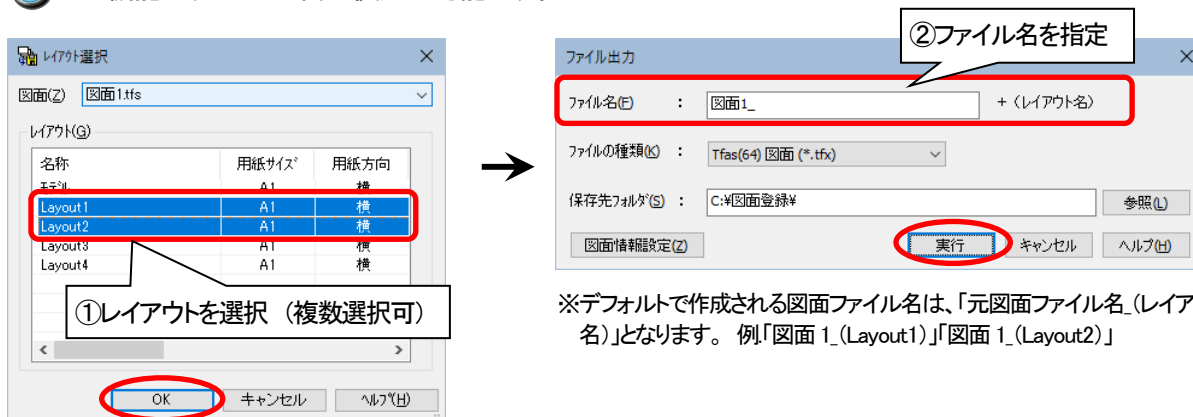 レイアウト選択
図面(Z) 図面1.tfs
レイアウト(G)
名称 用紙サイズ 用紙方向
モデル A1 横
Layout1 A1 横
Layout2 A1 横
Layout3 A1 横
Layout4 A1 横
①レイアウトを選択 (複数選択可)
OK キャンセル ヘルプ(H)
②ファイル名を指定
ファイル出力
ファイル名(F) : 図面1_ + (レイアウト名)
ファイルの種類(K) : Tfas(64) 図面 (*.tfx)
保存先フォルダ(S) : C:¥図面登録¥ 参照(L)
図面情報設定(Z) 実行 キャンセル ヘルプ(H)
※デフォルトで作成される図面ファイル名は、「元図面ファイル名_(レイア
名)」となります。 例.「図面 1_(Layout1)」「図面 1_(Layout2)」